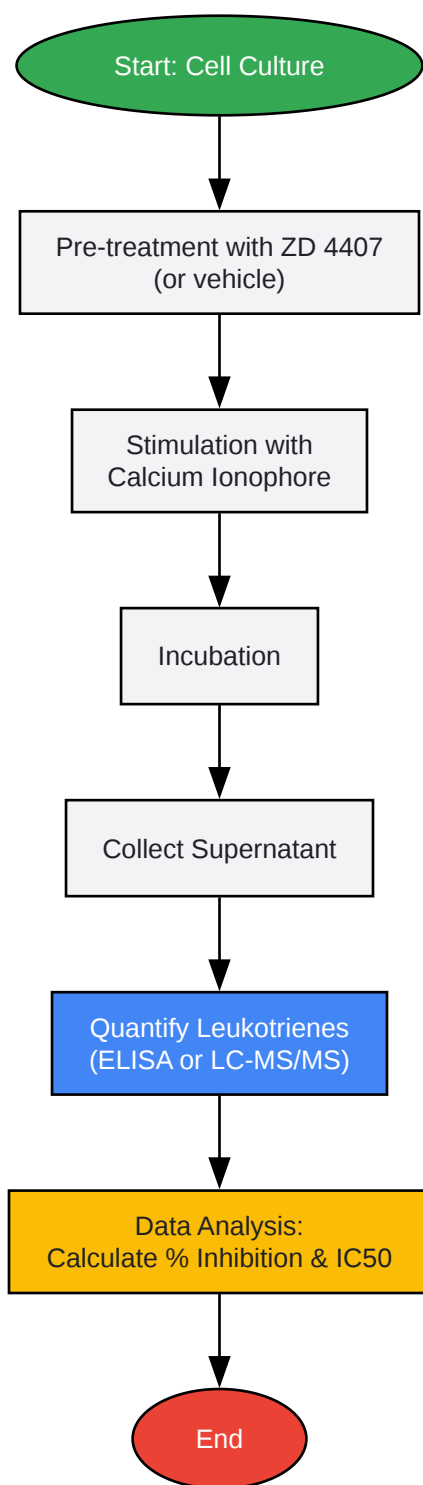 Start: Cell Culture
Pre-treatment with ZD 4407
(or vehicle)
Stimulation with
Calcium Ionophore
Incubation
Collect Supernatant
Quantify Leukotrienes
(ELISA or LC-MS/MS)
Data Analysis:
Calculate % Inhibition & IC50
End